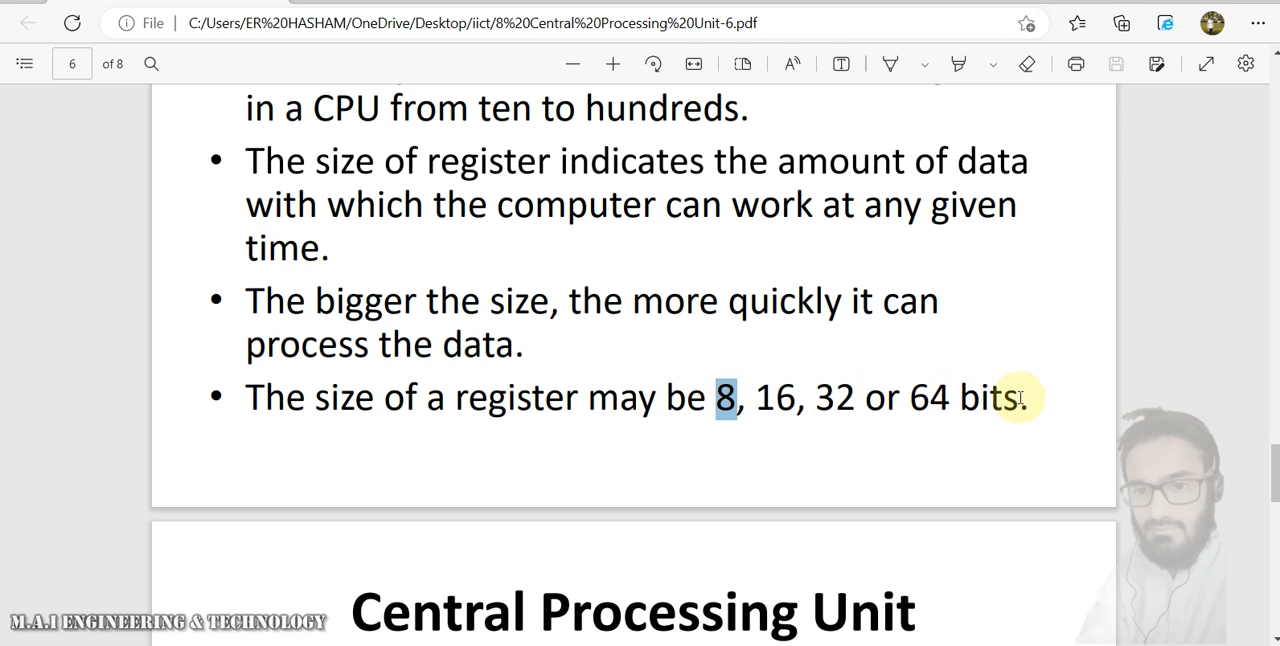 File
C:/Users/ER%20HASHAM/OneDrive/Desktop/iict/8%20Central%20Processing%20Unit-6.pdf
6 of 8
in a CPU from ten to hundreds.
• The size of register indicates the amount of data
with which the computer can work at any given
time.
• The bigger the size, the more quickly it can
process the data.
• The size of a register may be 8, 16, 32 or 64 bits.
Central Processing Unit
M.A.I ENGINEERING & TECHNOLOGY